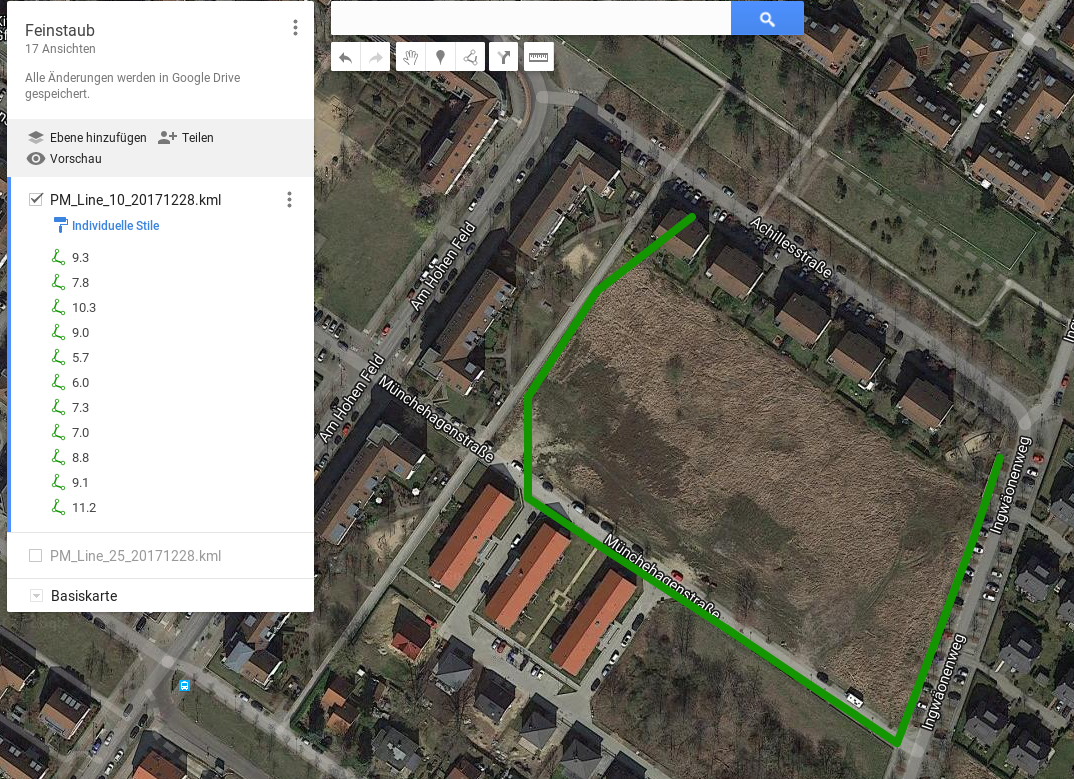 Feinstaub
17 Ansichten
Alle Änderungen werden in Google Drive
gespeichert.
Ebene hinzufügen
Teilen
Vorschau
PM_Line_10_20171228.kml
Individuelle Stile
9.3
7.8
10.3
9.0
5.7
6.0
7.3
7.0
8.8
9.1
11.2
PM_Line_25_20171228.kml
Basiskarte
Achillesstraße
Am Hohen Feld
Am Hohen Feld
Münchehagenstraße
Münchehagenstraße
Ingwäonenweg
Ingwäonenweg